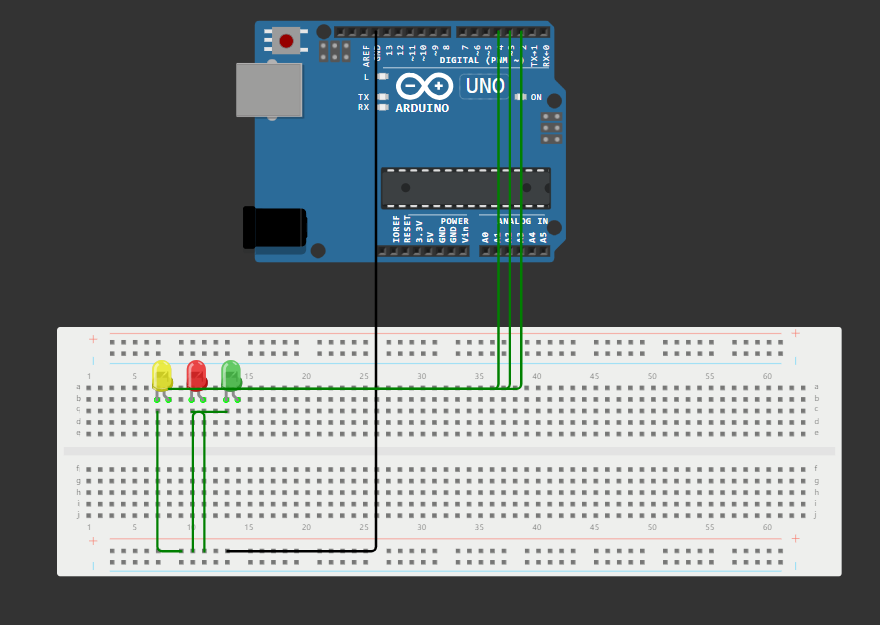 AREF
GND
13
12
~11
~10
~9
8
7
~6
~5
4
~3
2
TX→1
RX←0
DIGITAL (PWM ~)
L
TX
RX
UNO
ON
ARDUINO
IOREF
RESET
3.3V
5V
GND
GND
Vin
POWER
ANALOG IN
A0
A1
A2
A3
A4
A5
+ +
1 5 15 20 25 30 35 40 45 50 55 60
a a
b b
c c
d d
e e
f f
g g
h h
i i
j j
1 5 10 15 20 25 30 35 40 45 50 55 60
+ +